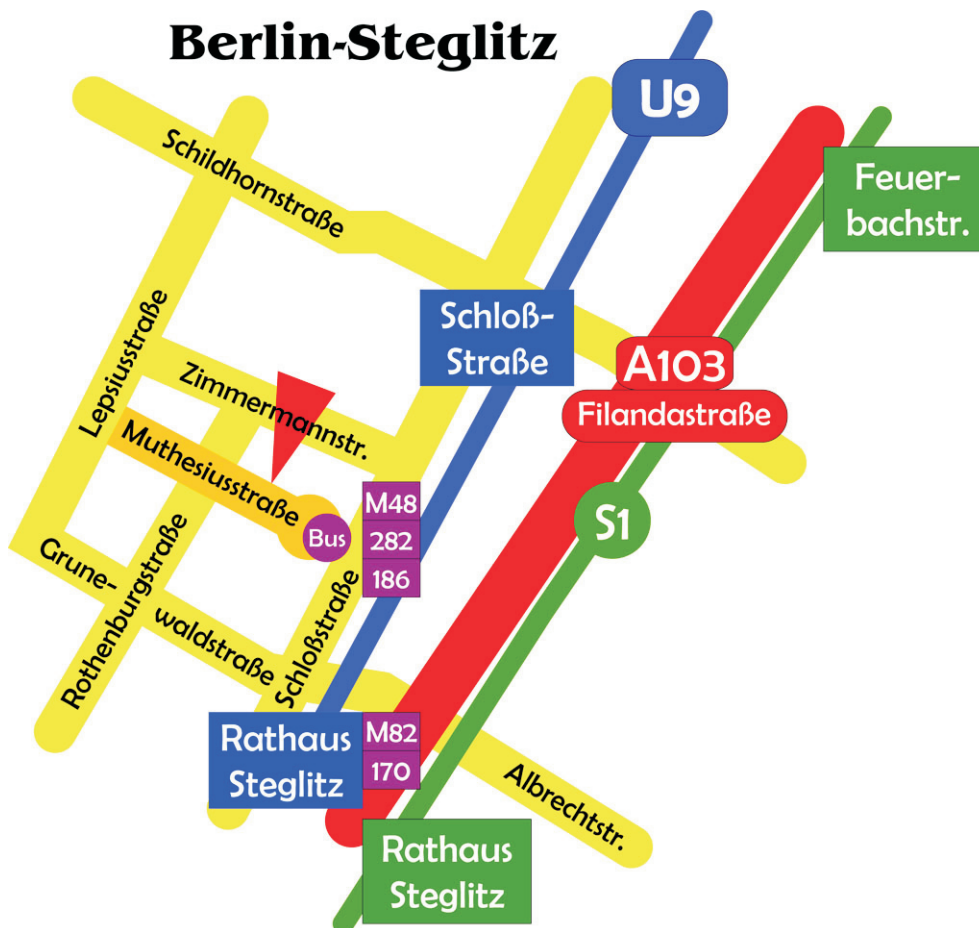 Berlin-Steglitz
U9
Schildhornstraße
Feuer-
bachstr.
Schloß-
Straße
Lepsiusstraße
Zimmermannstr.
A103
Filandastraße
Muthesiusstraße
Bus
M48
282
186
S1
Grune-
waldstraße
Rothenburgstraße
Schloßstraße
Rathaus
Steglitz
M82
170
Albrechtstr.
Rathaus
Steglitz